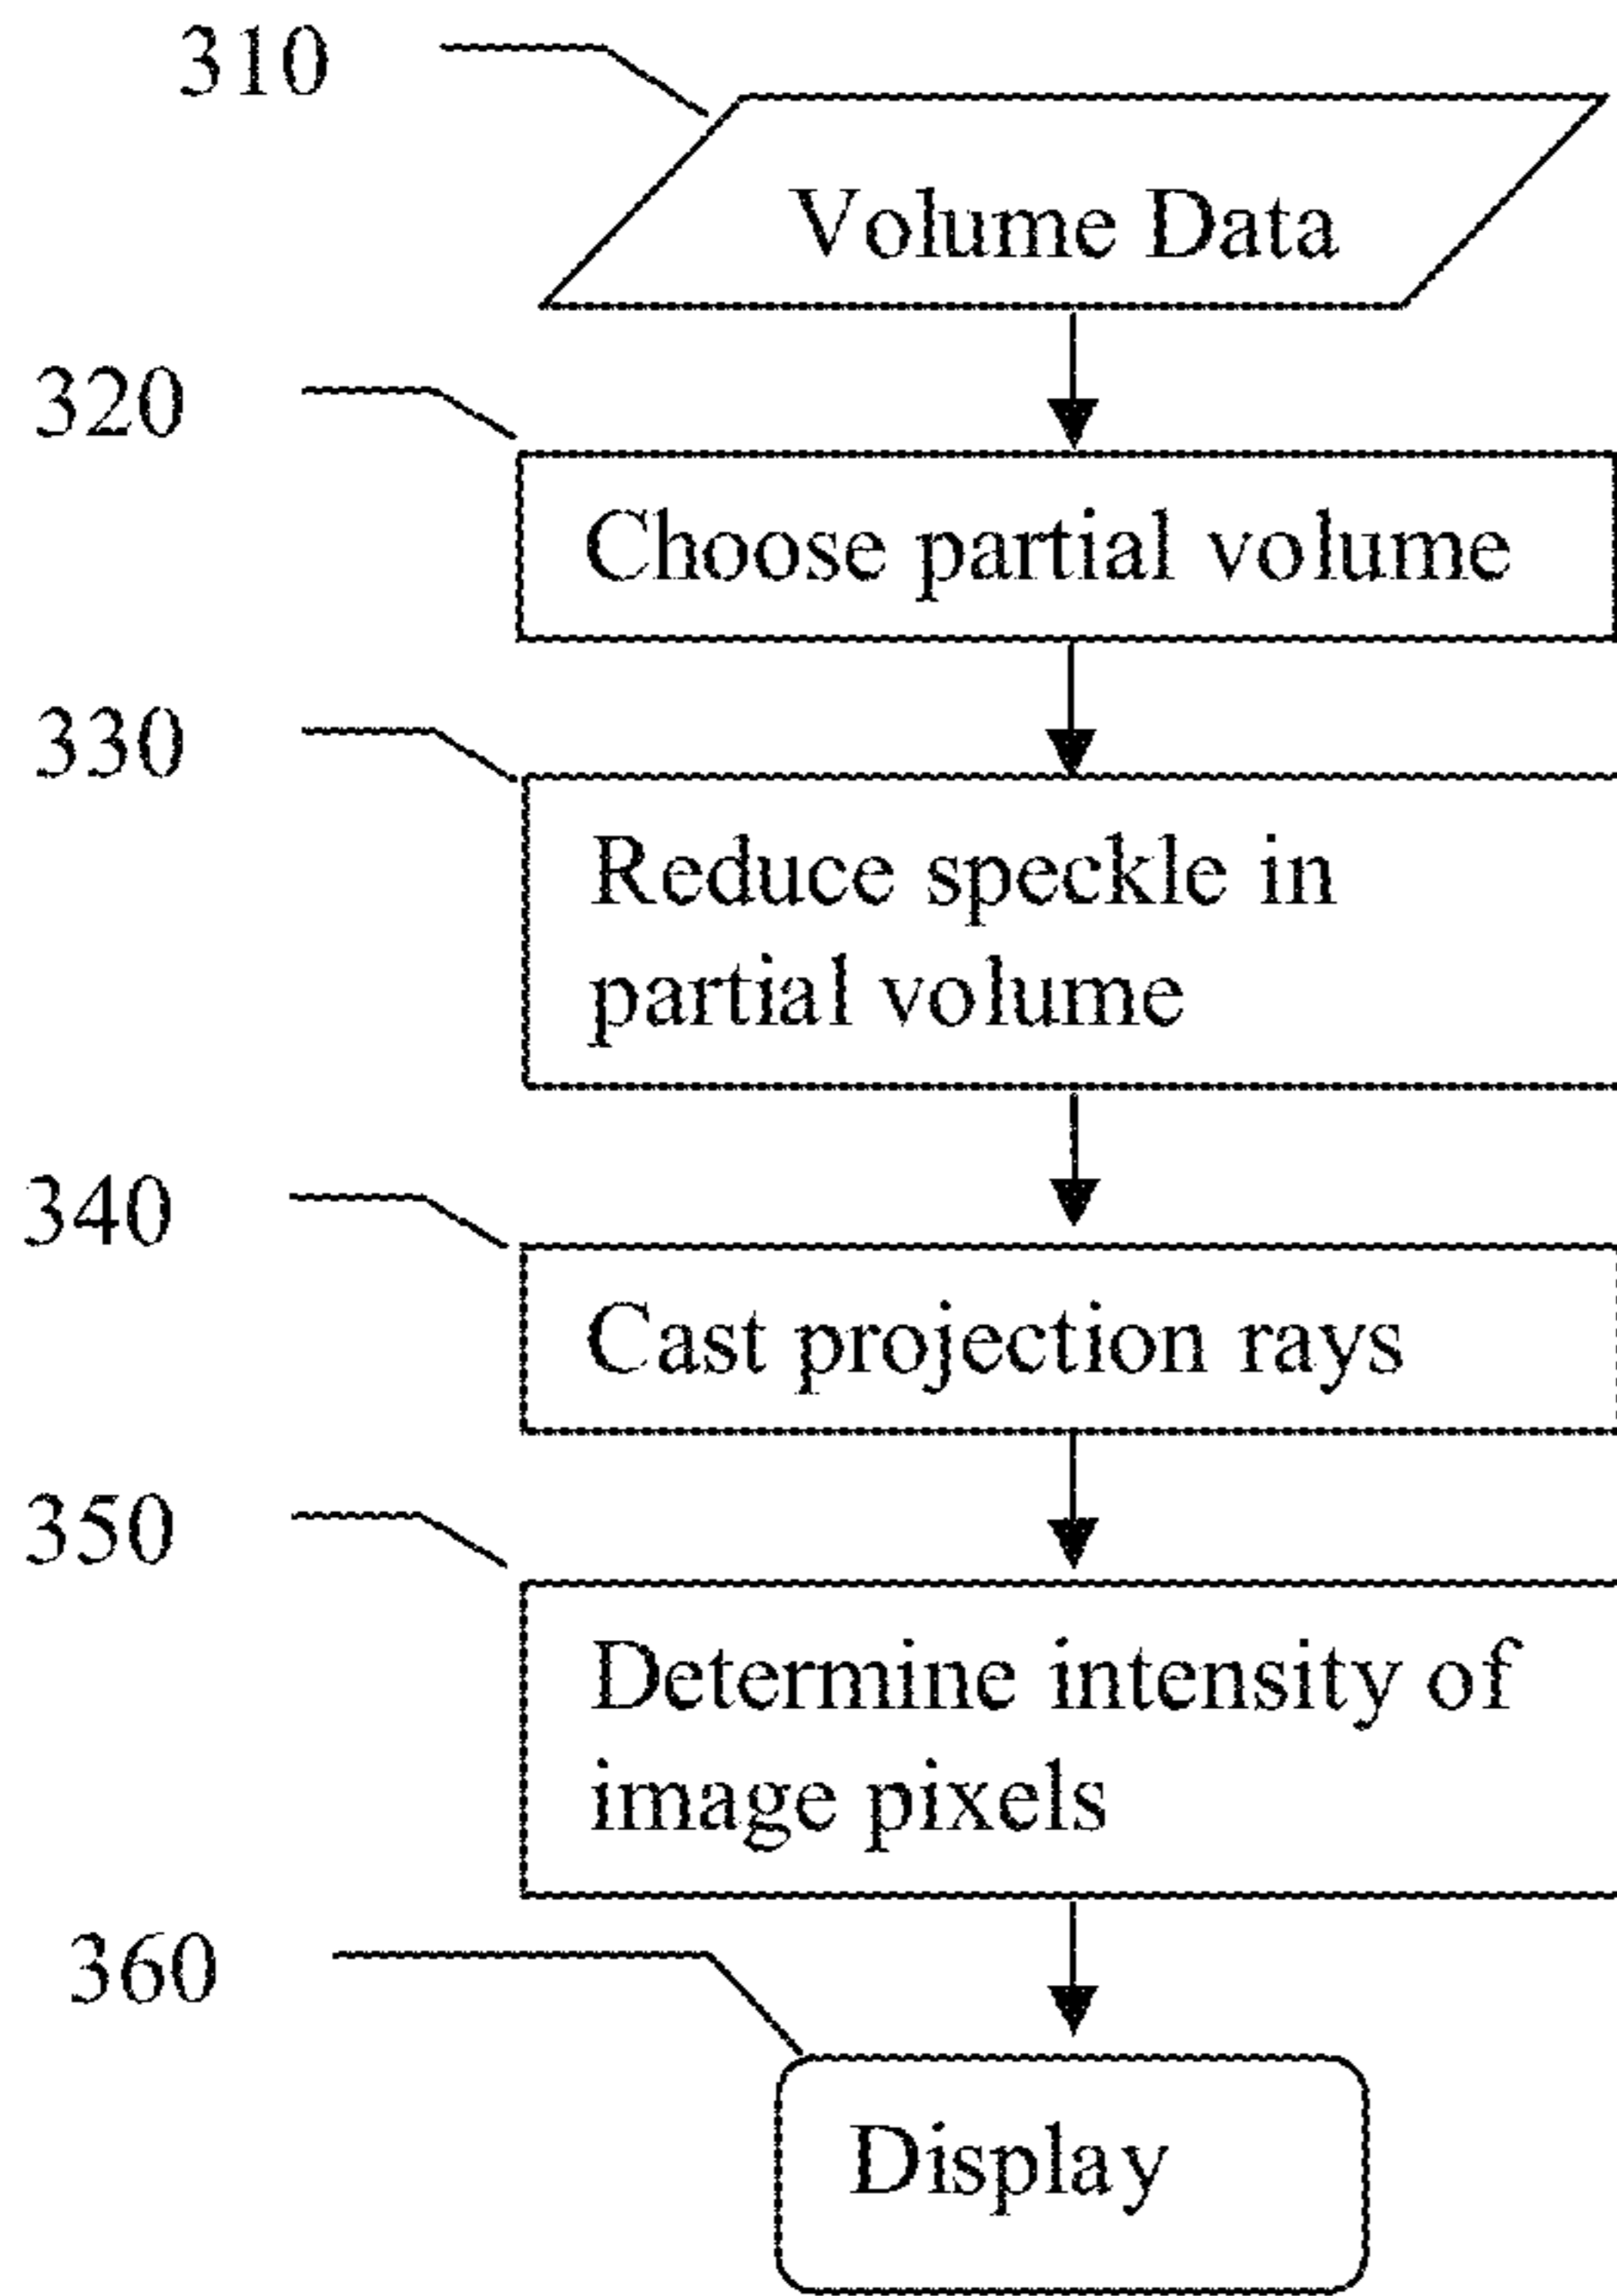 310
Volume Data
320
Choose partial volume
330
Reduce speckle in
partial volume
340
Cast projection rays
350
Determine intensity of
image pixels
360
Display